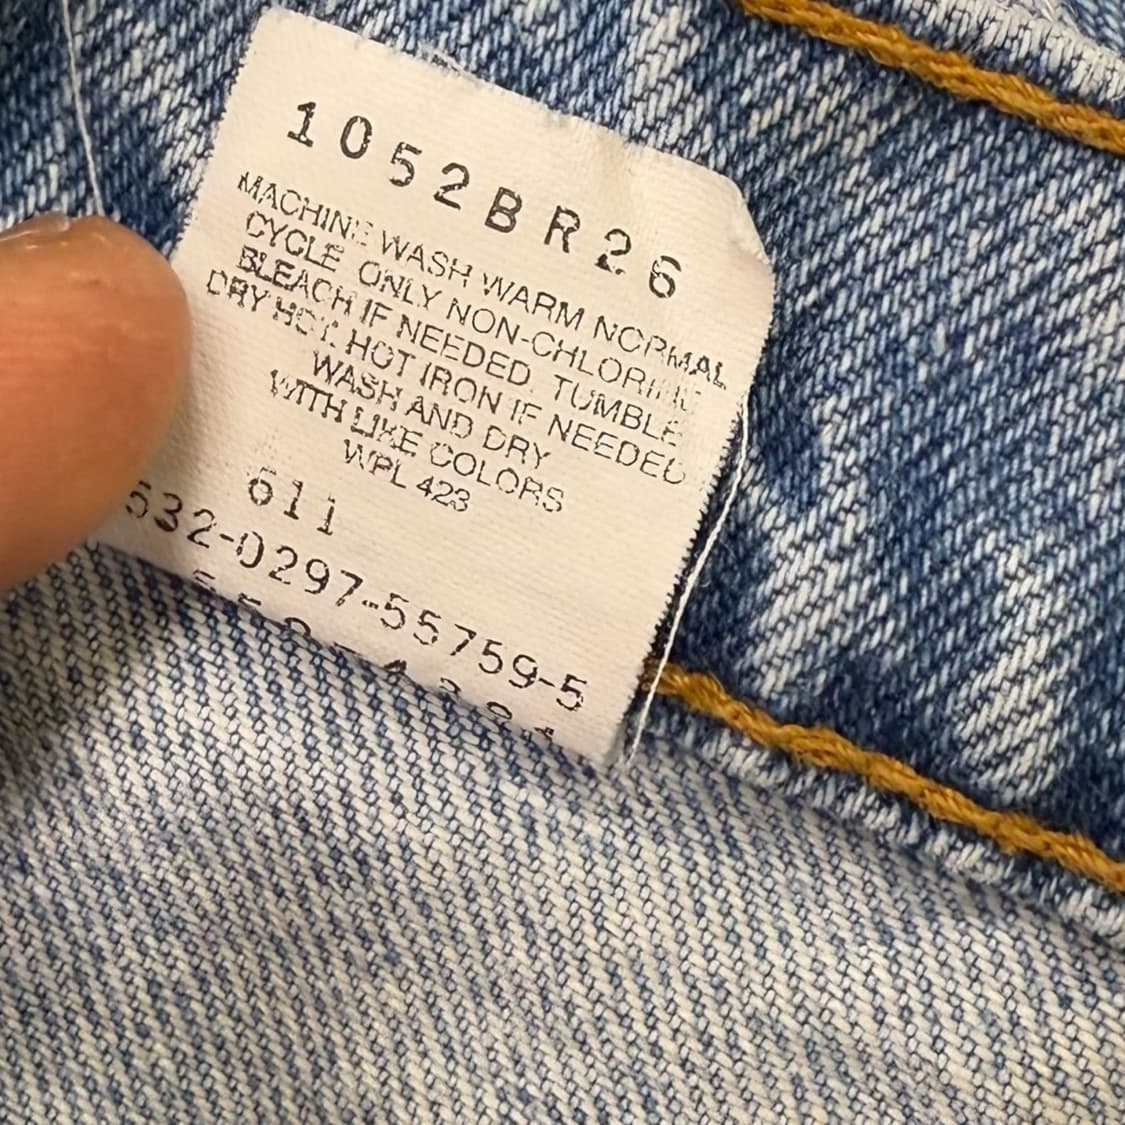 1052BR26
MACHINE WASH WARM NORMAL
CYCLE ONLY NON-CHLORINE
BLEACH IF NEEDED. TUMBLE
DRY HOT. HOT IRON IF NEEDED
WASH AND DRY
WITH LIKE COLORS
WPL 423
611
532-0297-55759-5